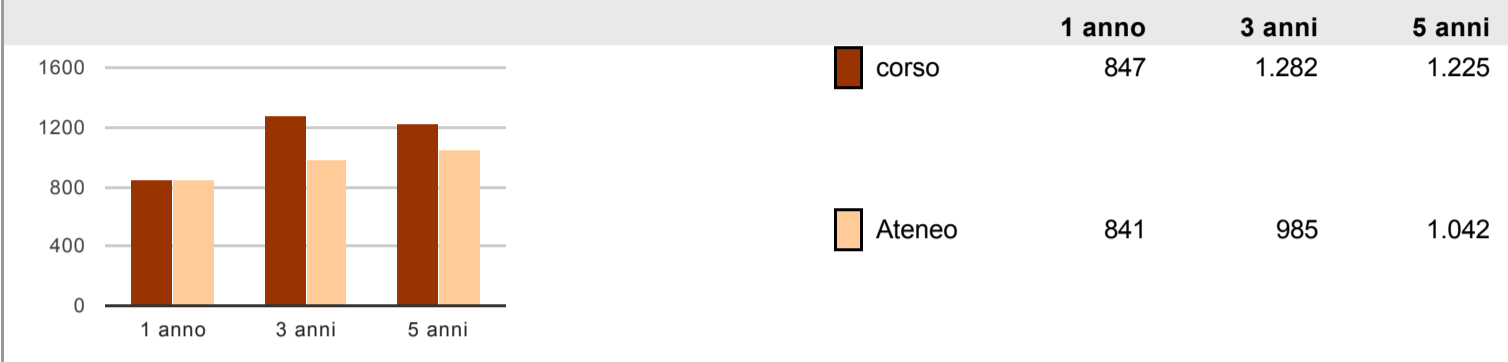 1 anno 3 anni 5 anni
1600
corso 847 1.282 1.225
1200
800
Ateneo 841 985 1.042
400
0
1 anno 3 anni 5 anni